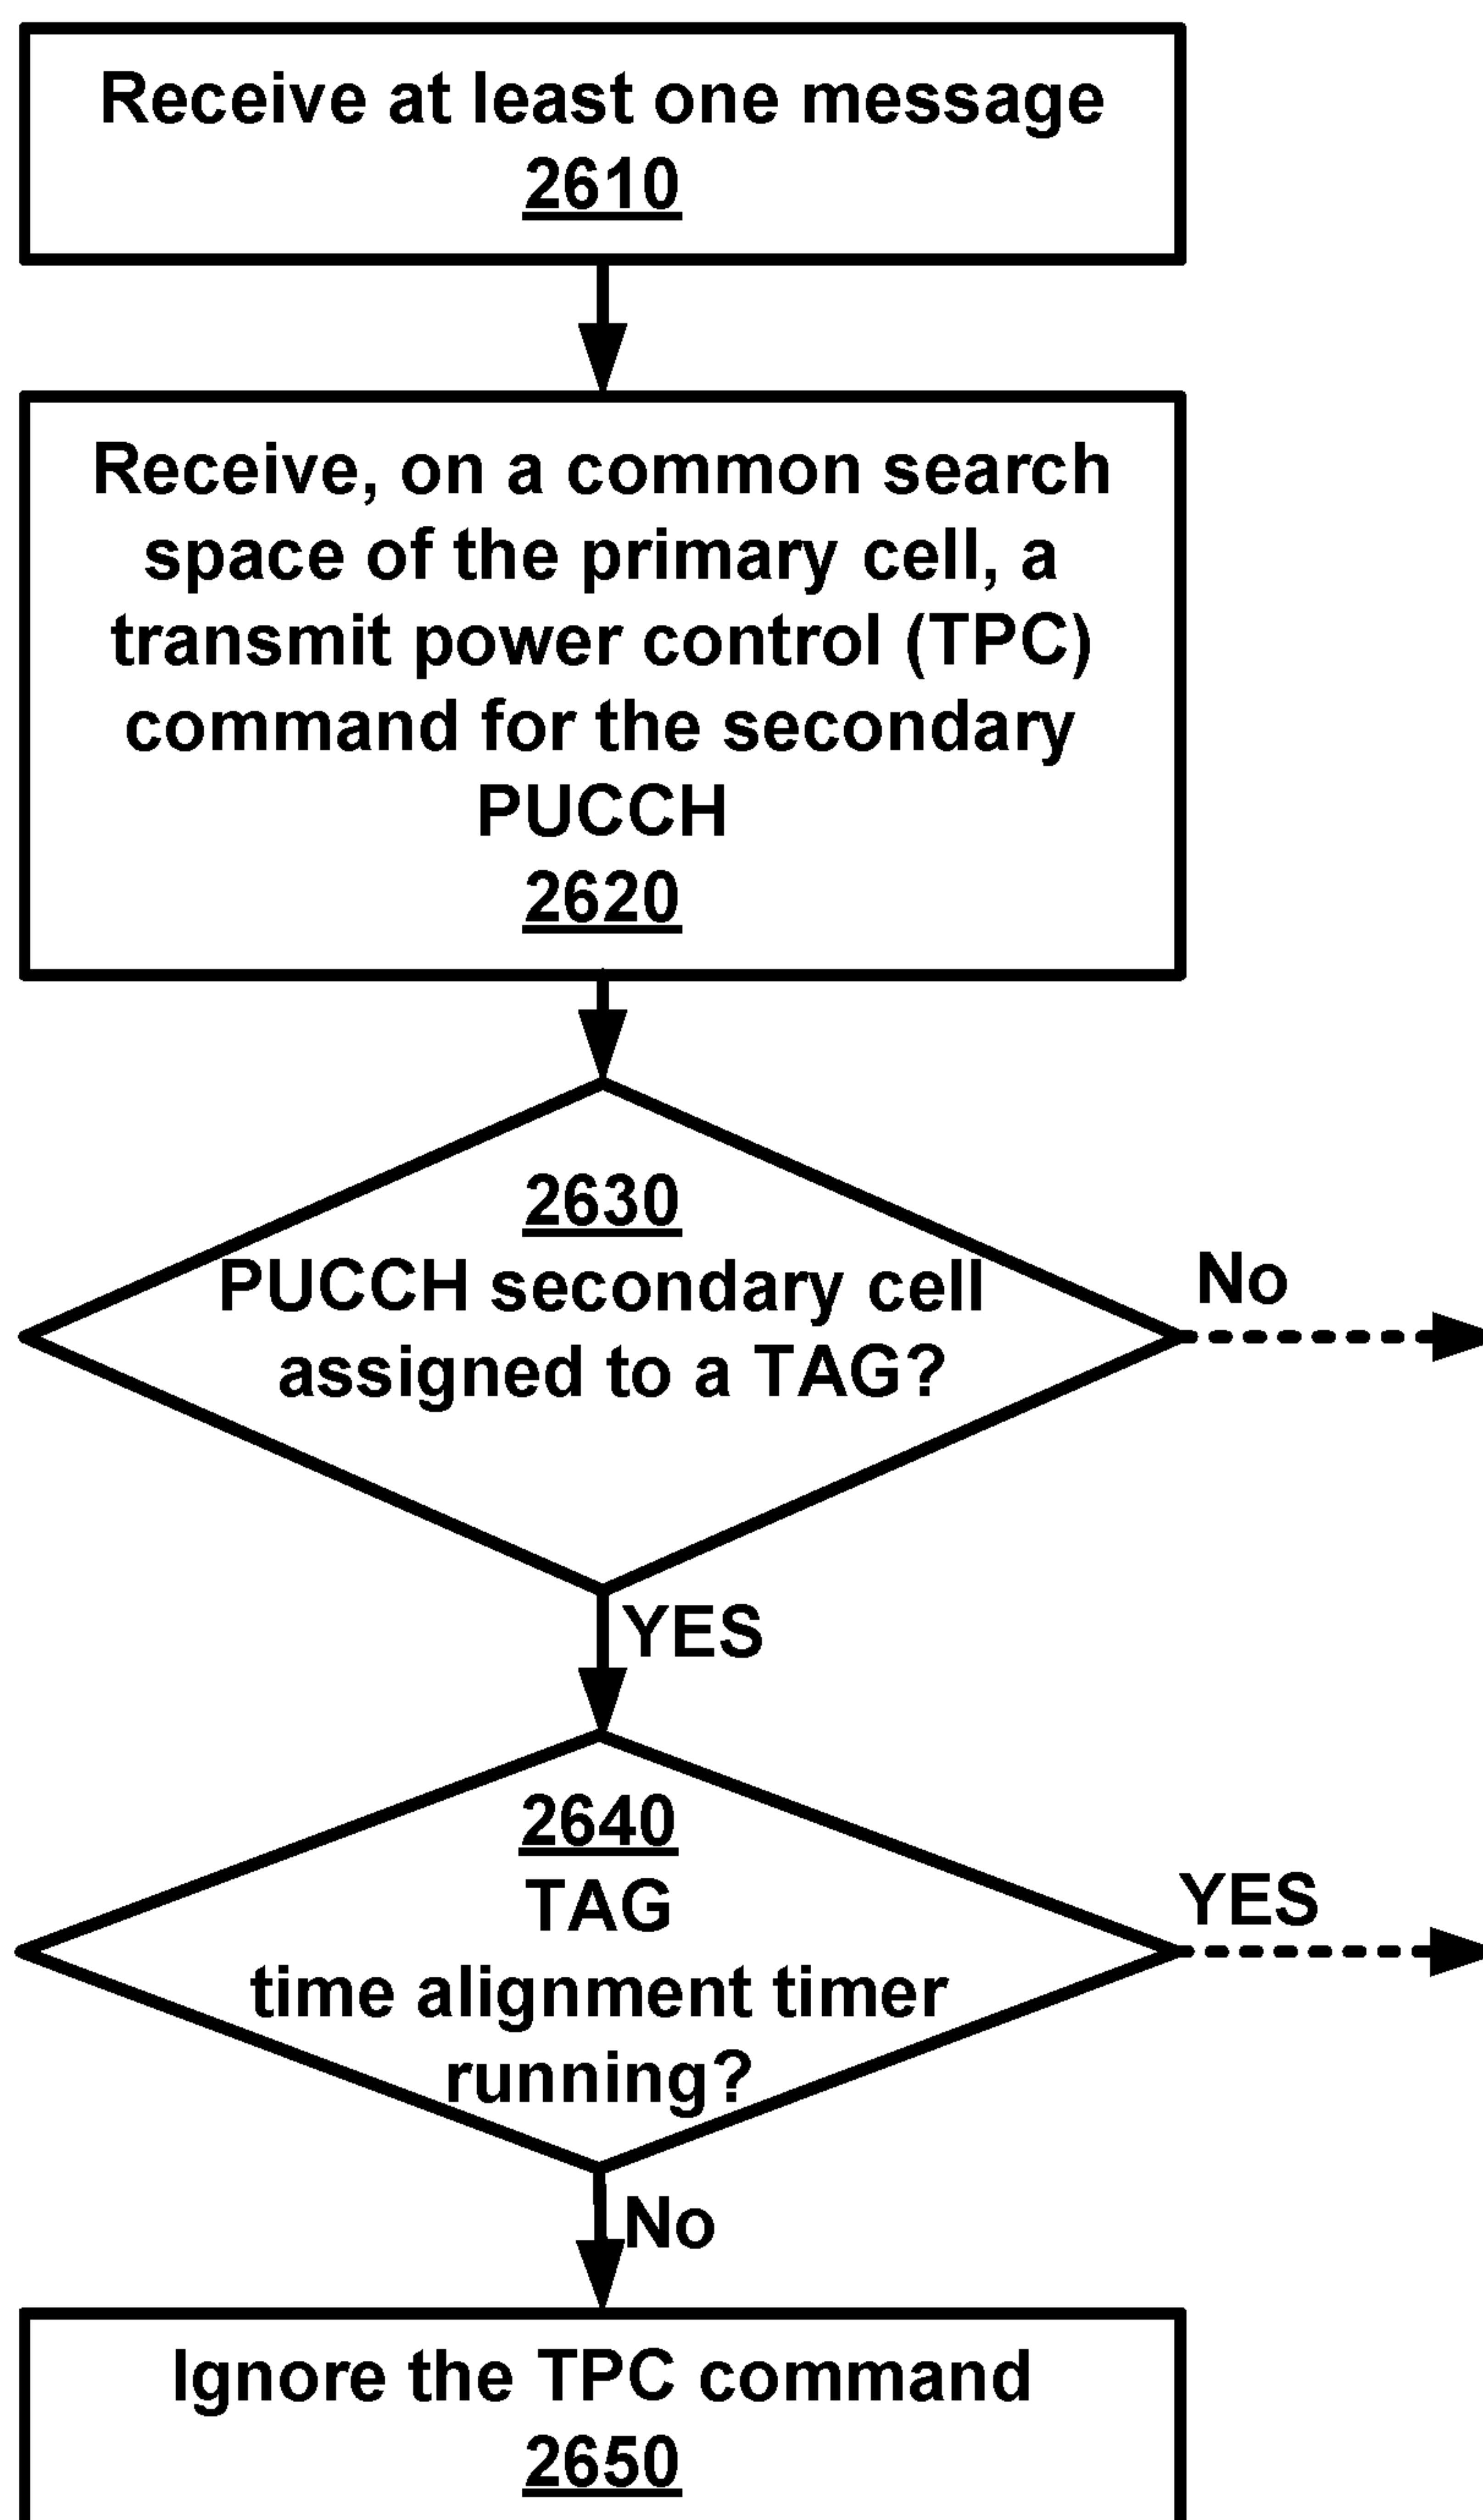 Receive at least one message
2610
Receive, on a common search
space of the primary cell, a
transmit power control (TPC)
command for the secondary
PUCCH
2620
2630
PUCCH secondary cell
assigned to a TAG?
No
YES
2640
TAG
time alignment timer
running?
YES
No
Ignore the TPC command
2650